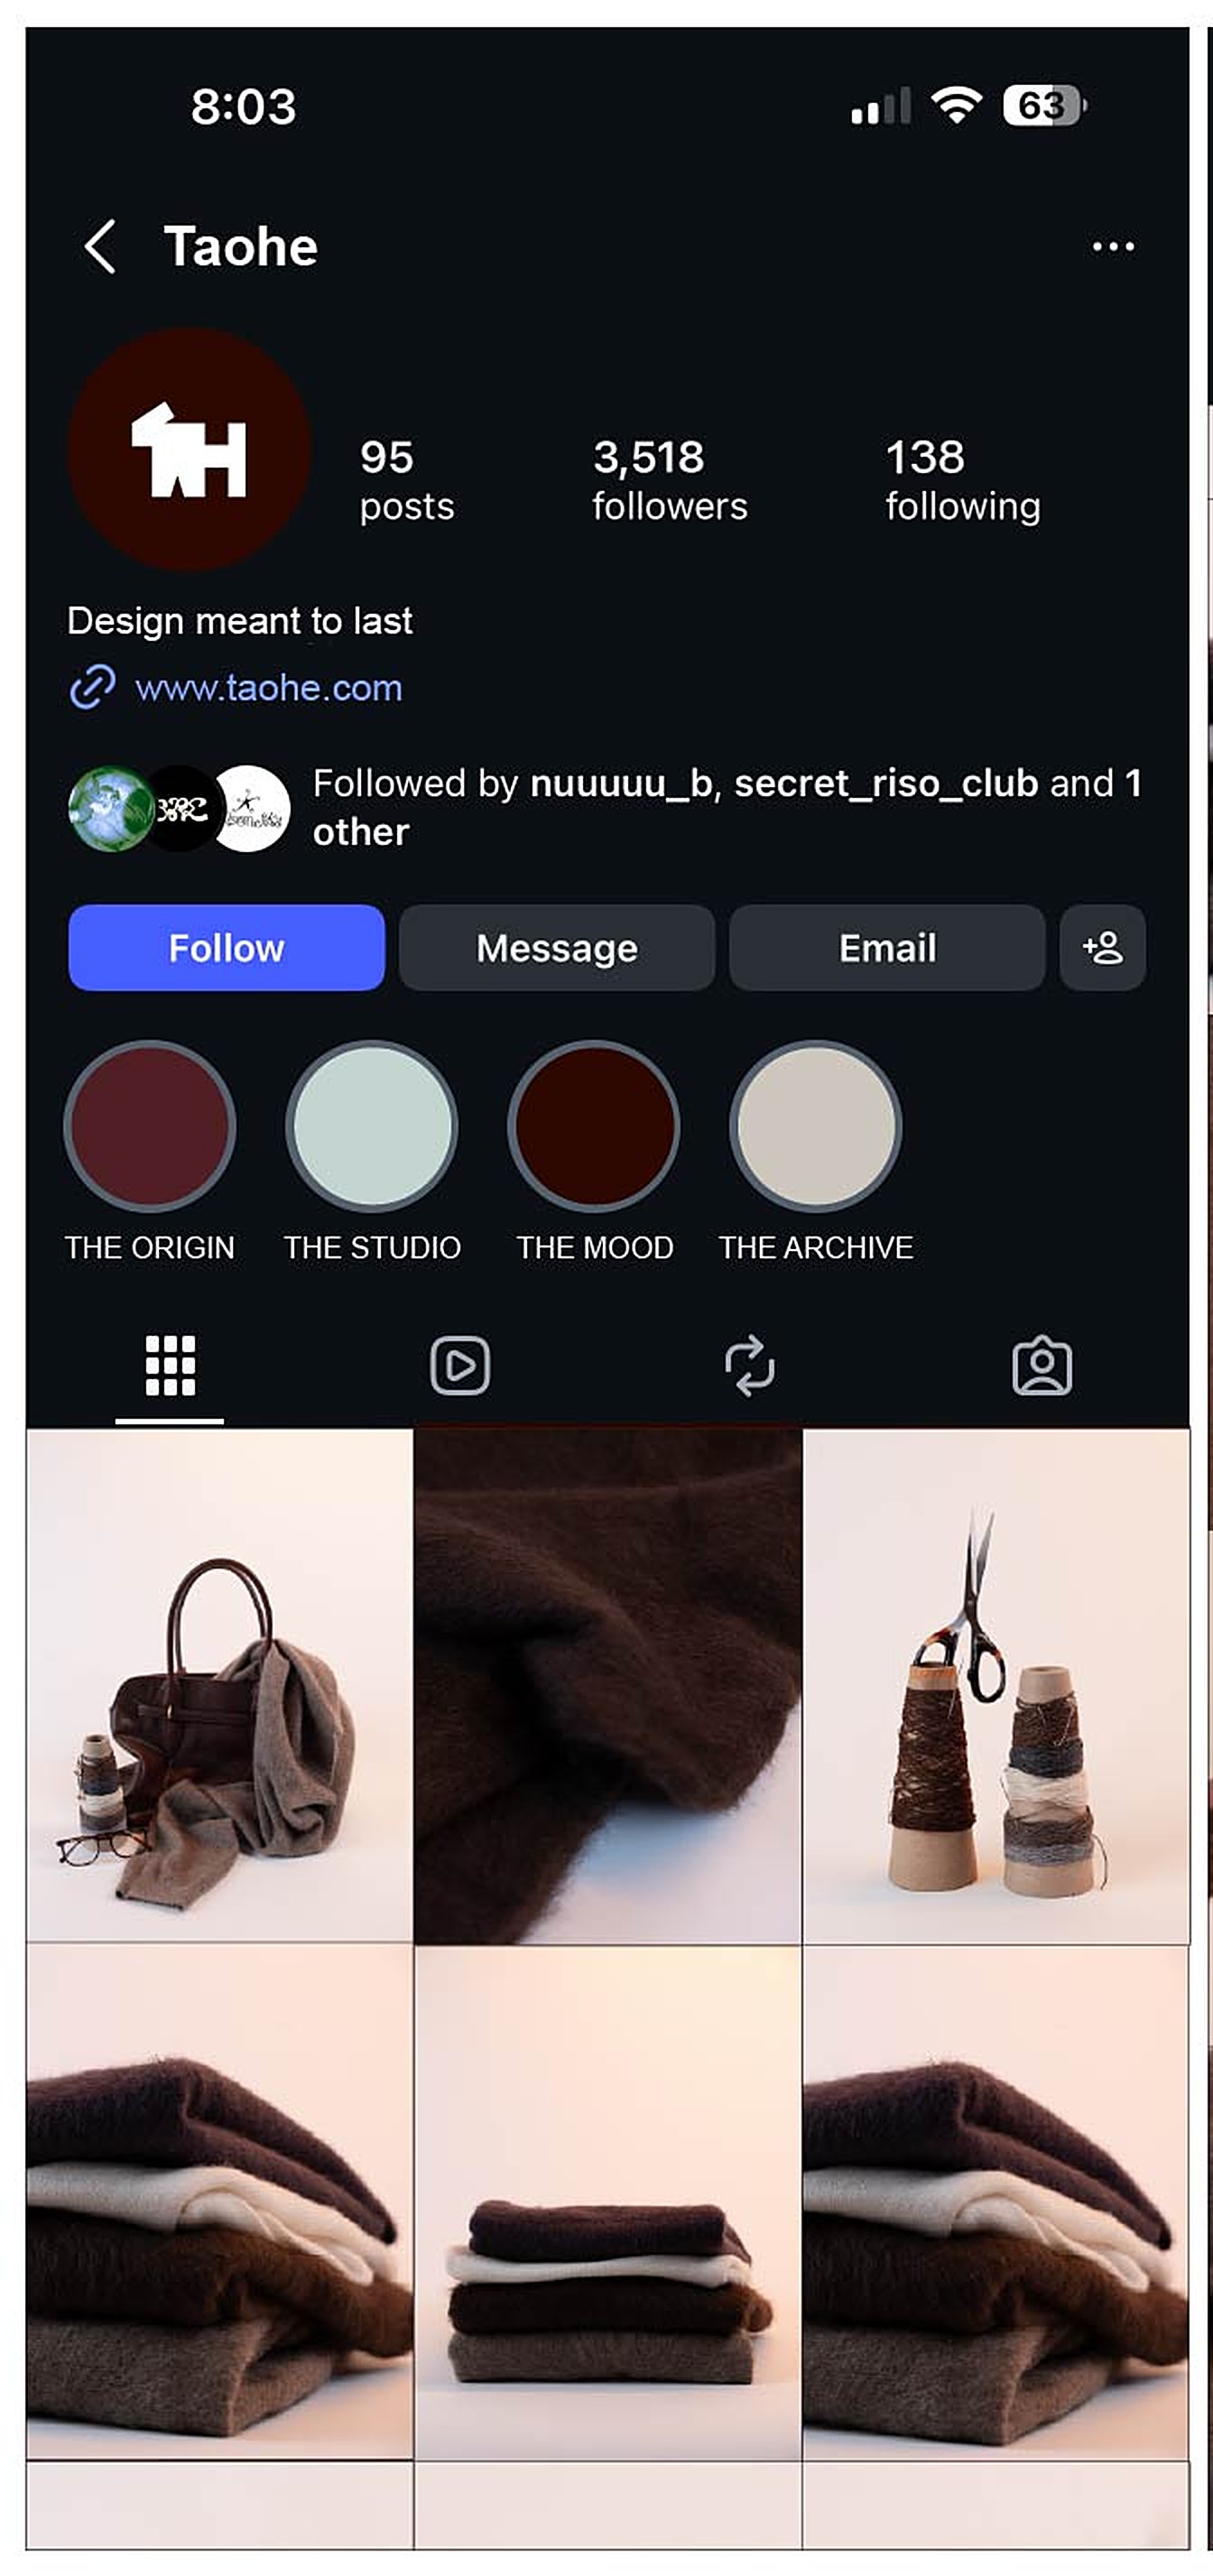 8:03
63
Taohe
TH
95
3,518
138
posts
followers
following
Design meant to last
www.taohe.com
Followed by nuuuuu_b, secret_riso_club and 1
other
Follow
Message
Email
THE ORIGIN
THE STUDIO
THE MOOD
THE ARCHIVE